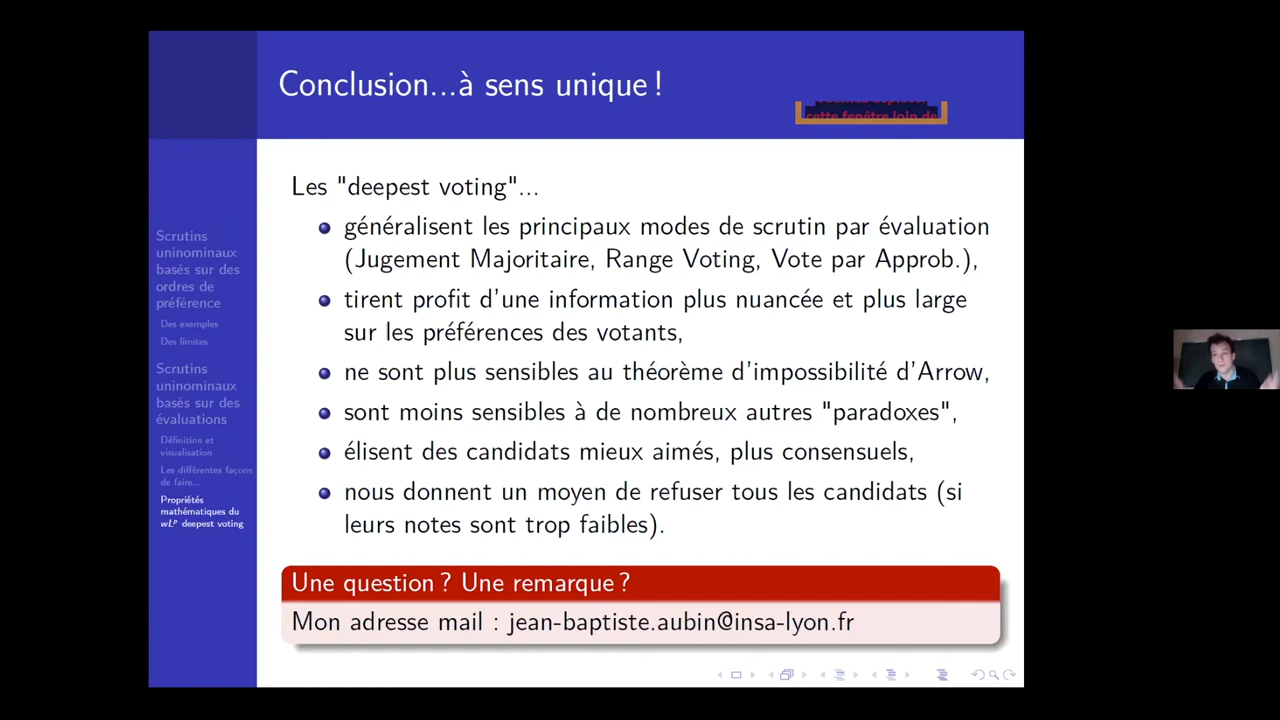 Conclusion...à sens unique !
cette fenêtre loin de
Les "deepest voting"...
généralisent les principaux modes de scrutin par évaluation
(Jugement Majoritaire, Range Voting, Vote par Approb.),
tirent profit d'une information plus nuancée et plus large
sur les préférences des votants,
ne sont plus sensibles au théorème d'impossibilité d'Arrow,
sont moins sensibles à de nombreux autres "paradoxes",
élisent des candidats mieux aimés, plus consensuels,
nous donnent un moyen de refuser tous les candidats (si
leurs notes sont trop faibles).
Une question ? Une remarque ?
Mon adresse mail : jean-baptiste.aubin@insa-lyon.fr
Scrutins
uninominaux
basés sur des
ordres de
préférence
Des exemples
Des limites
Scrutins
uninominaux
basés sur des
évaluations
Définition et
visualisation
Les différentes façons
de faire...
Propriétés
mathématiques du
wLᵖ deepest voting